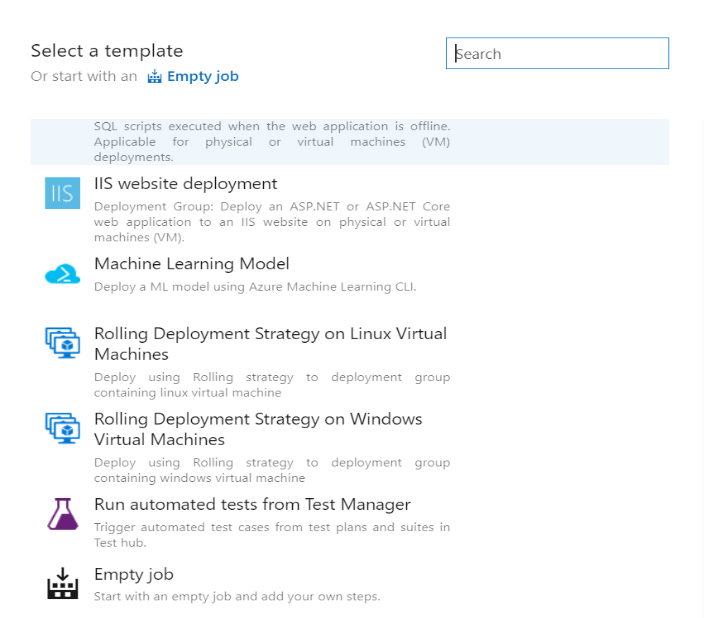 Select a template
Search
Or start with an Empty job
SQL scripts executed when the web application is offline.
Applicable for physical or virtual machines (VM)
deployments.
IIS
IIS website deployment
Deployment Group: Deploy an ASP.NET or ASP.NET Core
web application to an IIS website on physical or virtual
machines (VM).
Machine Learning Model
Deploy a ML model using Azure Machine Learning CLI.
Rolling Deployment Strategy on Linux Virtual
Machines
Deploy using Rolling strategy to deployment group
containing linux virtual machine
Rolling Deployment Strategy on Windows
Virtual Machines
Deploy using Rolling strategy to deployment group
containing windows virtual machine
Run automated tests from Test Manager
Trigger automated test cases from test plans and suites in
Test hub.
Empty job
Start with an empty job and add your own steps.